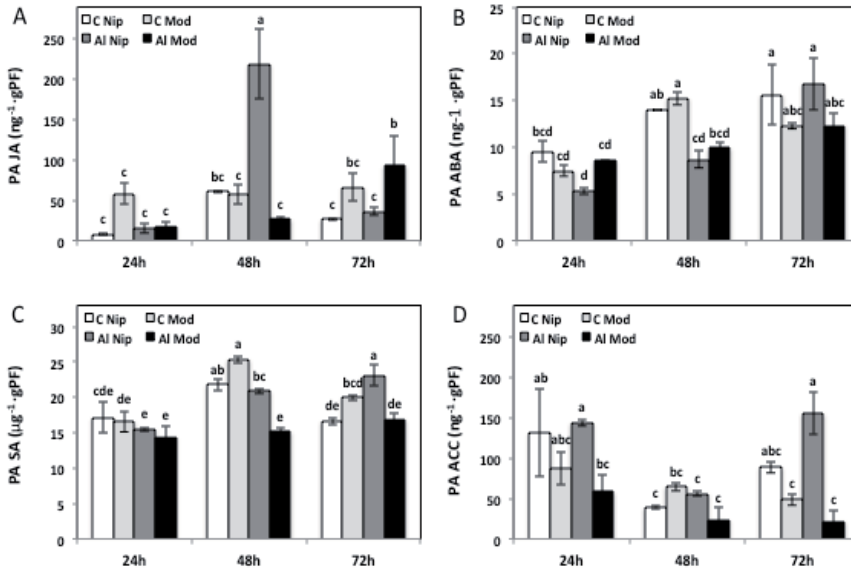 A
C Nip C Mod
Al Nip Al Mod
PA JA (ng⁻¹·gPF)
250
200
150
100
50
0
c c c c
bc c a c
c bc c b
24h 48h 72h
B
C Nip C Mod
Al Nip Al Mod
PA ABA (ng-1 ·gPF)
25
20
15
10
5
0
bcd cd d cd
ab a cd bcd
a abc a abc
24h 48h 72h
C
C Nip C Mod
Al Nip Al Mod
PA SA (µg⁻¹·gPF)
30
25
20
15
10
5
0
cde de e e
ab a bc e
de bcd a de
24h 48h 72h
D
C Nip C Mod
Al Nip Al Mod
PA ACC (ng⁻¹·gPF)
250
200
150
100
50
0
ab abc a bc
c bc c c
abc c a c
24h 48h 72h